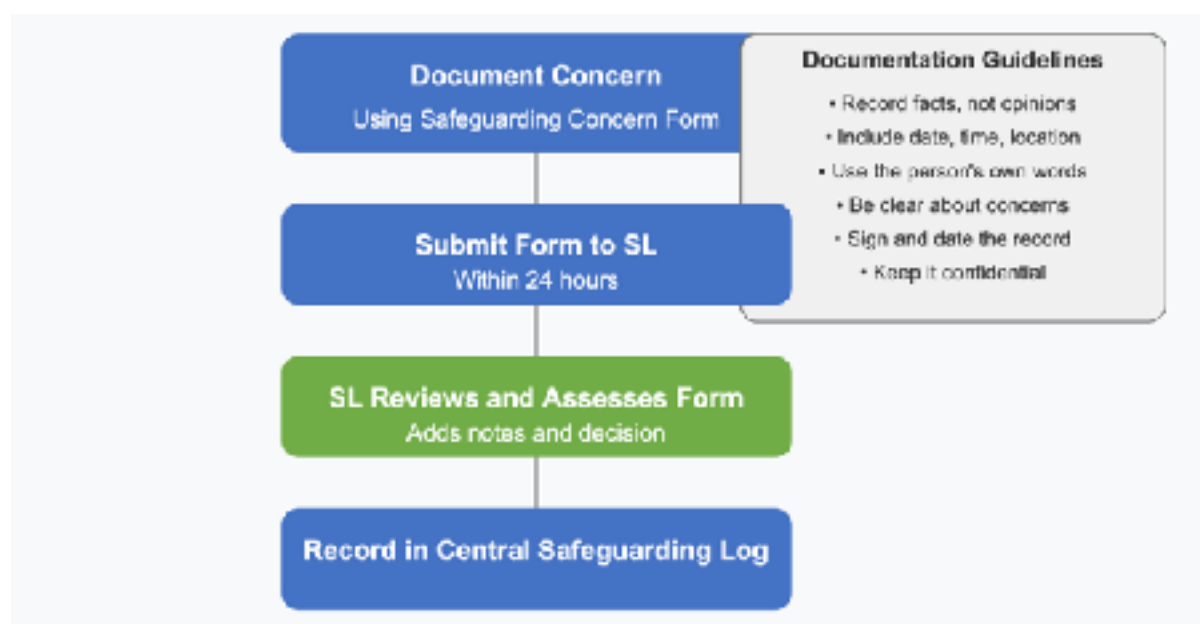 Document Concern
Using Safeguarding Concern Form
Documentation Guidelines
• Record facts, not opinions
• Include date, time, location
• Use the person's own words
• Be clear about concerns
• Sign and date the record
• Keep it confidential
Submit Form to SL
Within 24 hours
SL Reviews and Assesses Form
Adds notes and decision
Record in Central Safeguarding Log